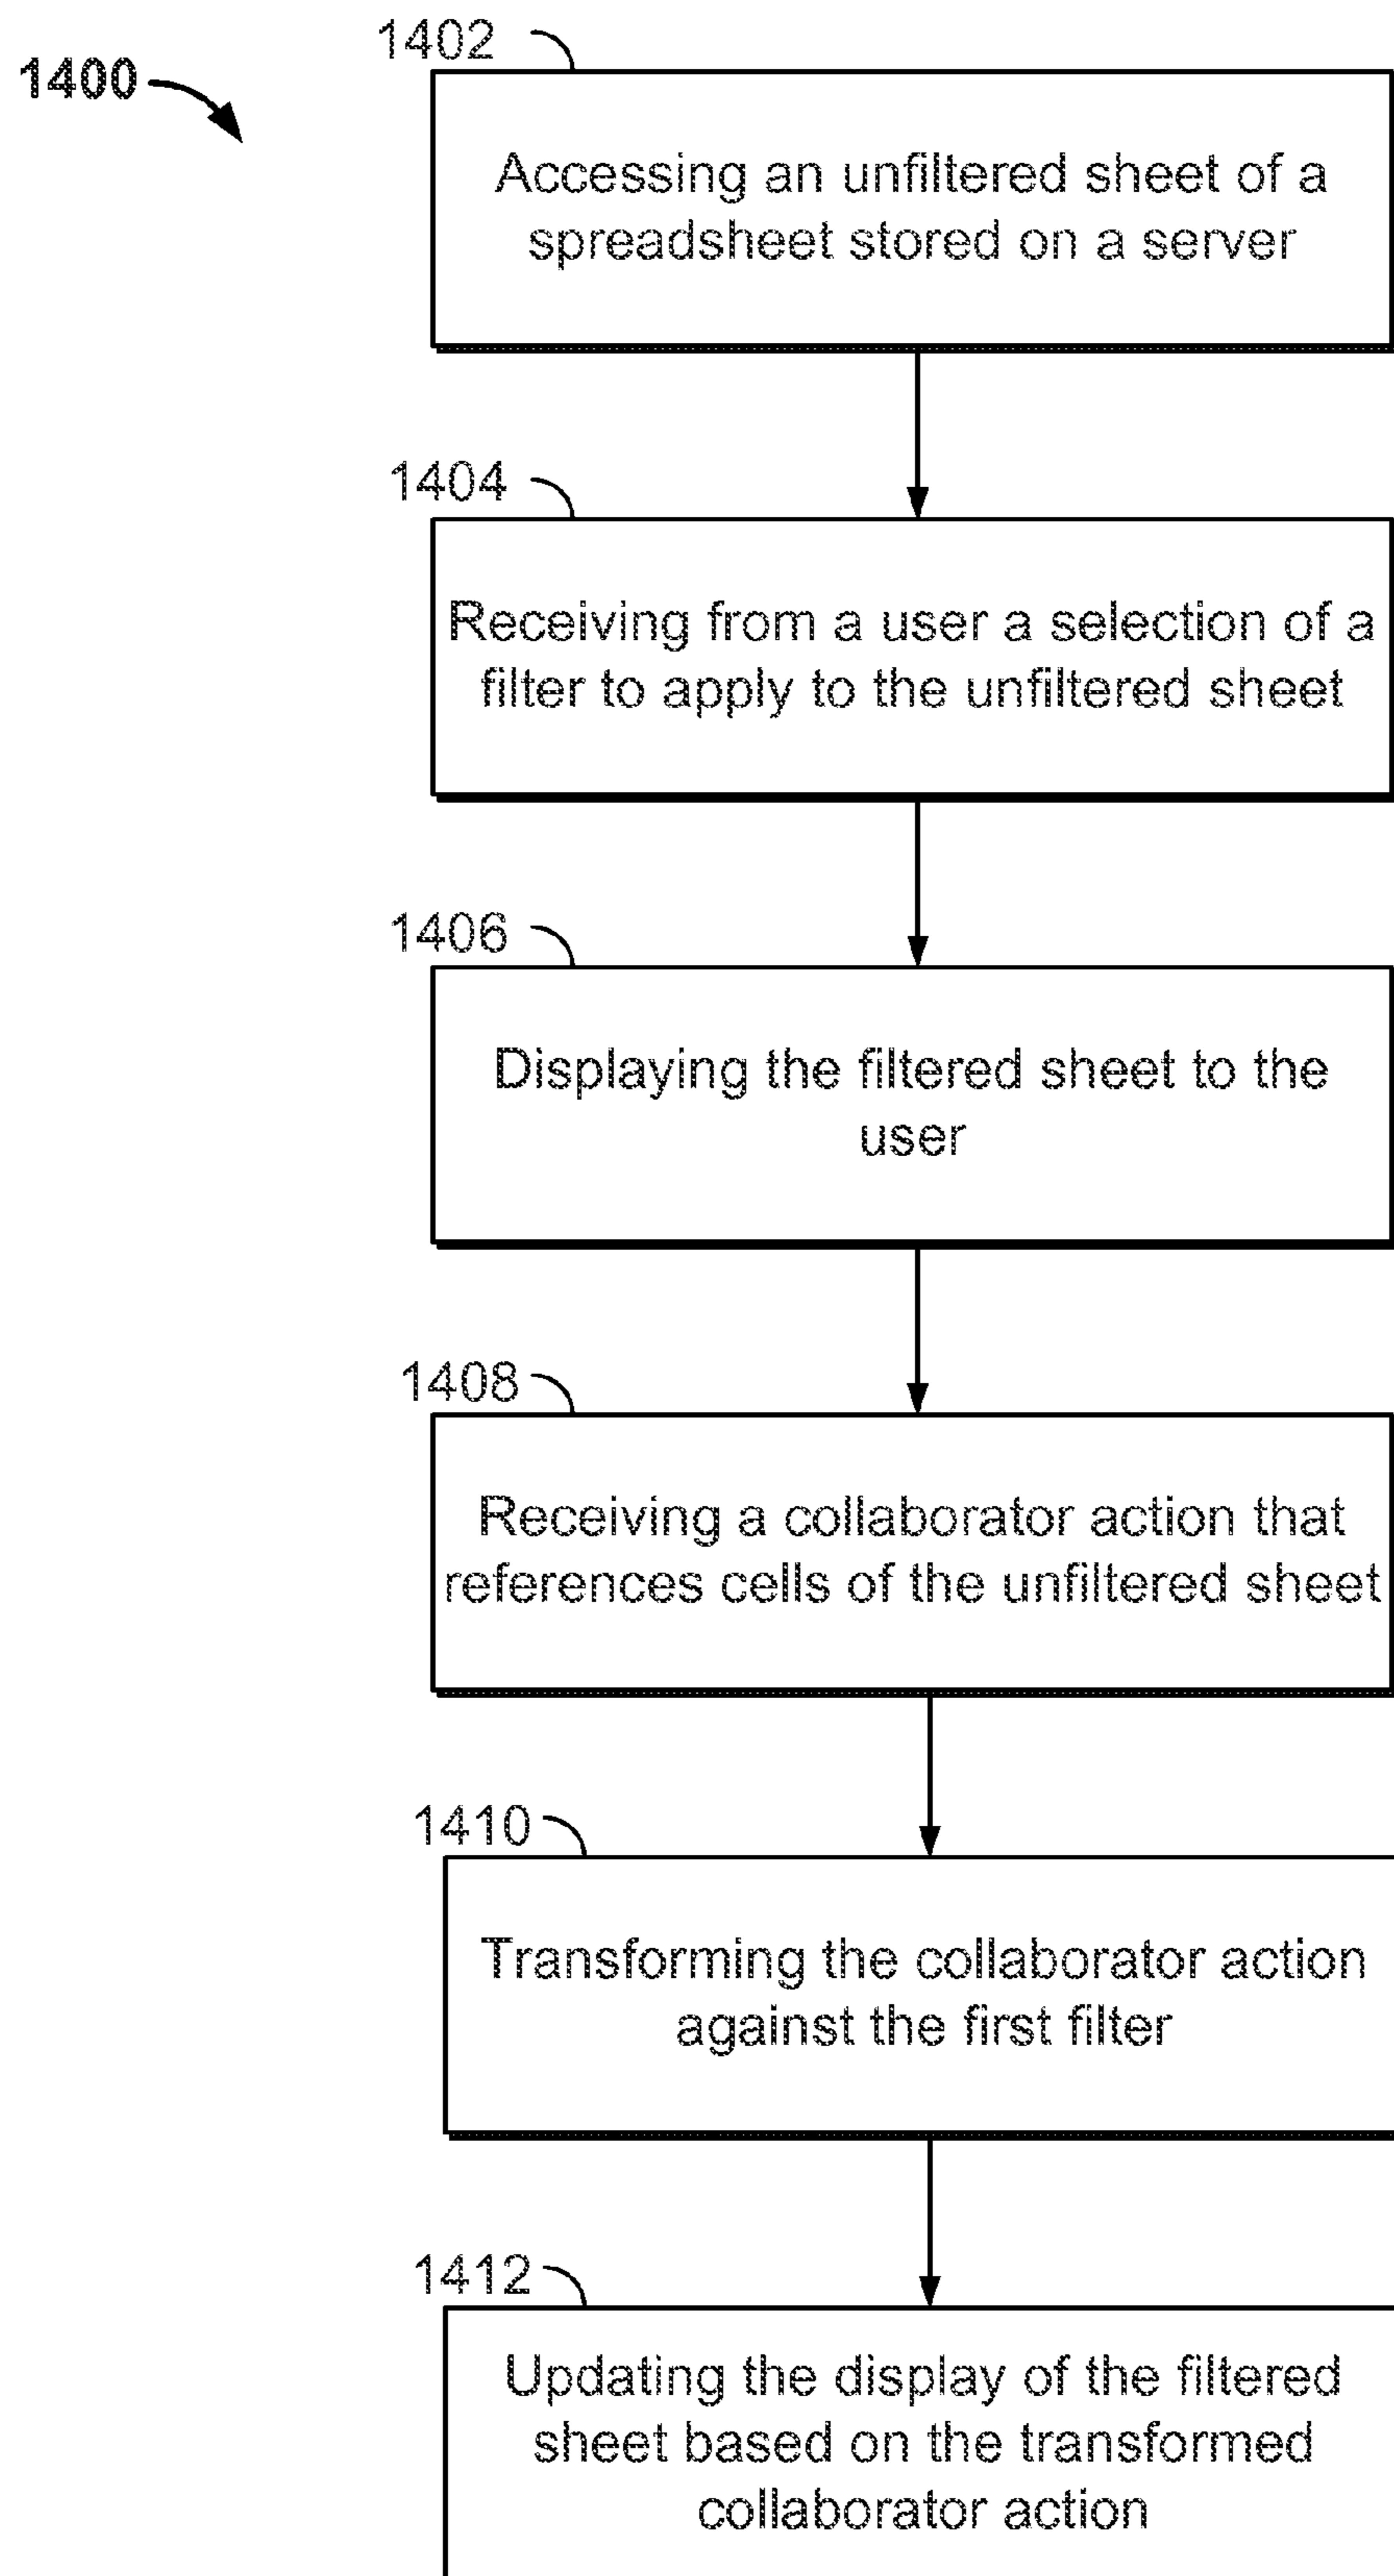 1400
1402
Accessing an unfiltered sheet of a
spreadsheet stored on a server
1404
Receiving from a user a selection of a
filter to apply to the unfiltered sheet
1406
Displaying the filtered sheet to the
user
1408
Receiving a collaborator action that
references cells of the unfiltered sheet
1410
Transforming the collaborator action
against the first filter
1412
Updating the display of the filtered
sheet based on the transformed
collaborator action